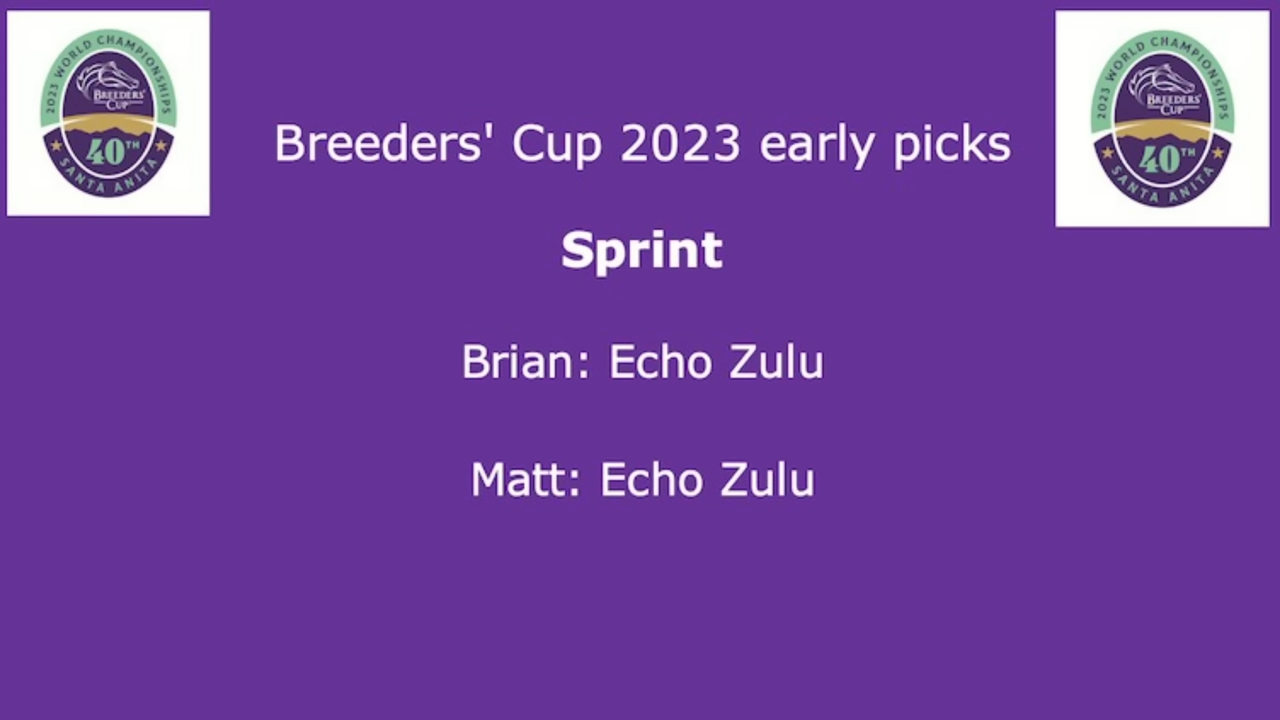 2023 WORLD CHAMPIONSHIPS
BREEDERS'
CUP
40TH
SANTA ANITA
2023 WORLD CHAMPIONSHIPS
BREEDERS'
CUP
40TH
SANTA ANITA
Breeders' Cup 2023 early picks
Sprint
Brian: Echo Zulu
Matt: Echo Zulu